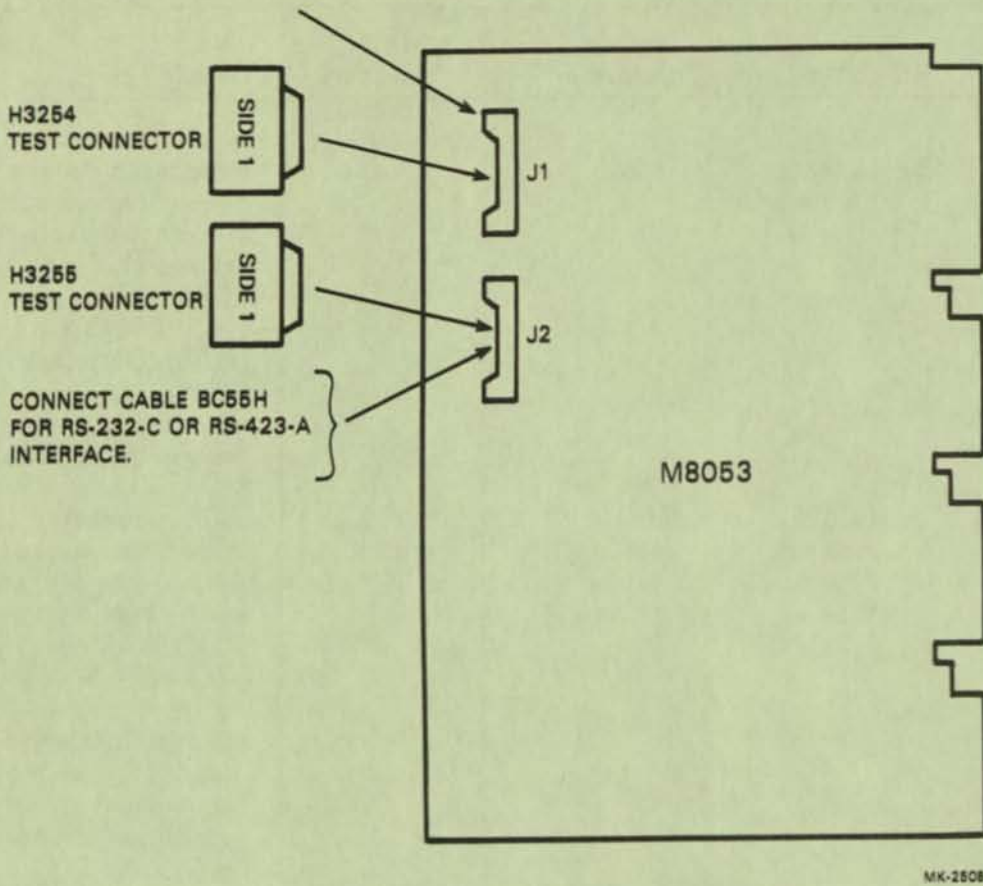 H3254
TEST CONNECTOR
SIDE 1
J1
H3255
TEST CONNECTOR
SIDE 1
J2
CONNECT CABLE BC55H
FOR RS-232-C OR RS-423-A
INTERFACE.
M8053